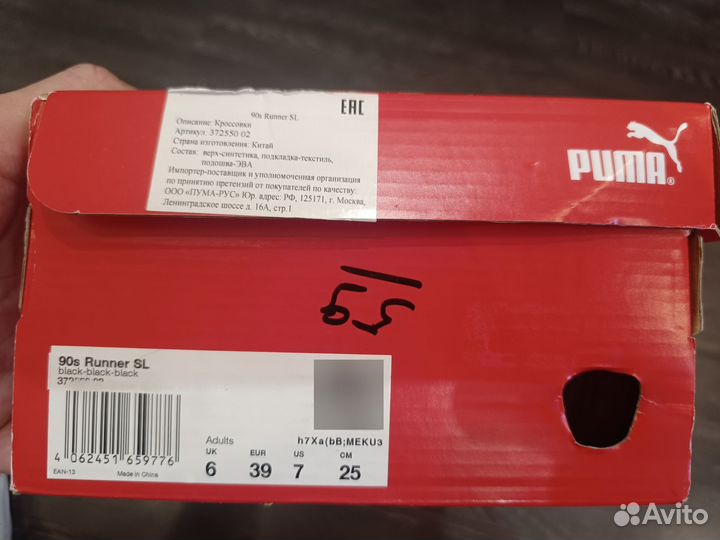 90s Runner SL
ЕАС
Описание: Кроссовки
Артикул: 372550 02
Страна изготовления: Китай
Состав: верх-синтетика, подкладка-текстиль,
подошва-ЭВА
Импортер-поставщик и уполномоченная организация
по принятию претензий от покупателей по качеству:
ООО «ПУМА-РУС» Юр. адрес: РФ, 125171, г. Москва,
Ленинградское шоссе д. 16А, стр.1
PUMA®
90s Runner SL
black-black-black
372550 02
4 062451 659776
EAN-13
Made in China
Adults
h7Xa(bB;MEKU3
UK EUR US CM
6 39 7 25
Avito